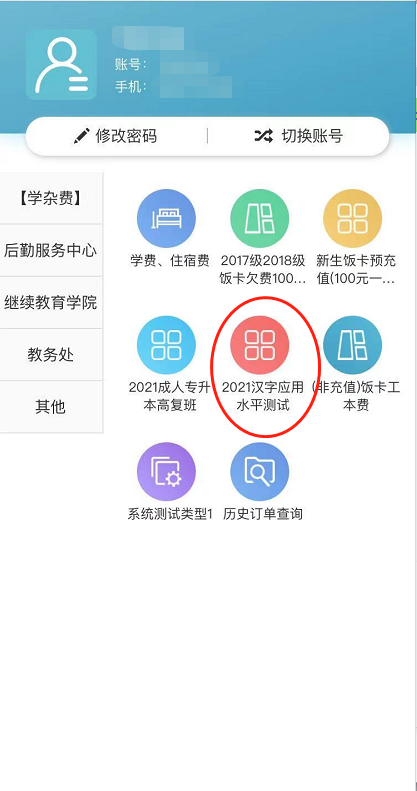 账号：
手机：
修改密码
切换账号
【学杂费】
后勤服务中心
继续教育学院
教务处
其他
学费、住宿费
2017级2018级
饭卡欠费100...
新生饭卡预充
值(100元一...
2021成人专升
本高复班
2021汉字应用
水平测试
(非充值)饭卡工
本费
系统测试类型1
历史订单查询